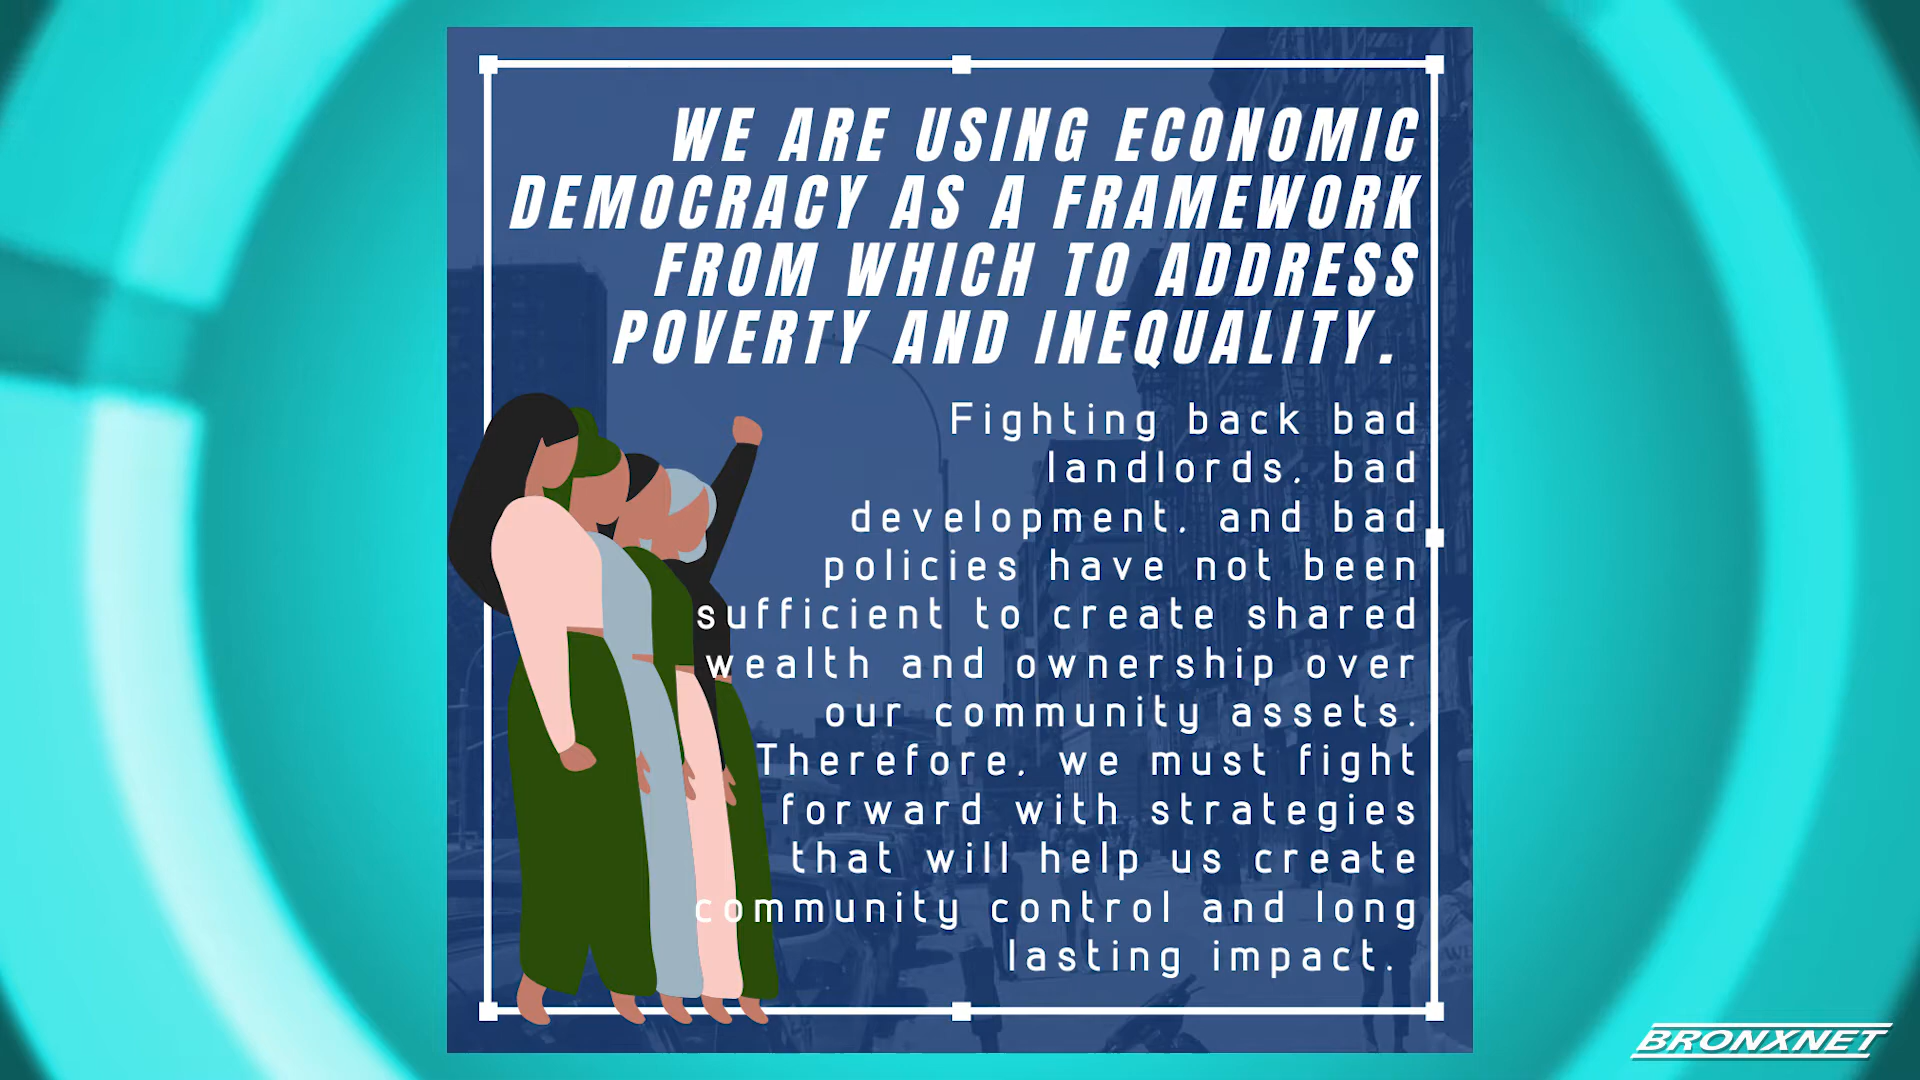 WE ARE USING ECONOMIC
DEMOCRACY AS A FRAMEWORK
FROM WHICH TO ADDRESS
POVERTY AND INEQUALITY.
Fighting back bad
landlords, bad
development, and bad
policies have not been
sufficient to create shared
wealth and ownership over
our community assets.
Therefore, we must fight
forward with strategies
that will help us create
community control and long
lasting impact.
BRONXNET